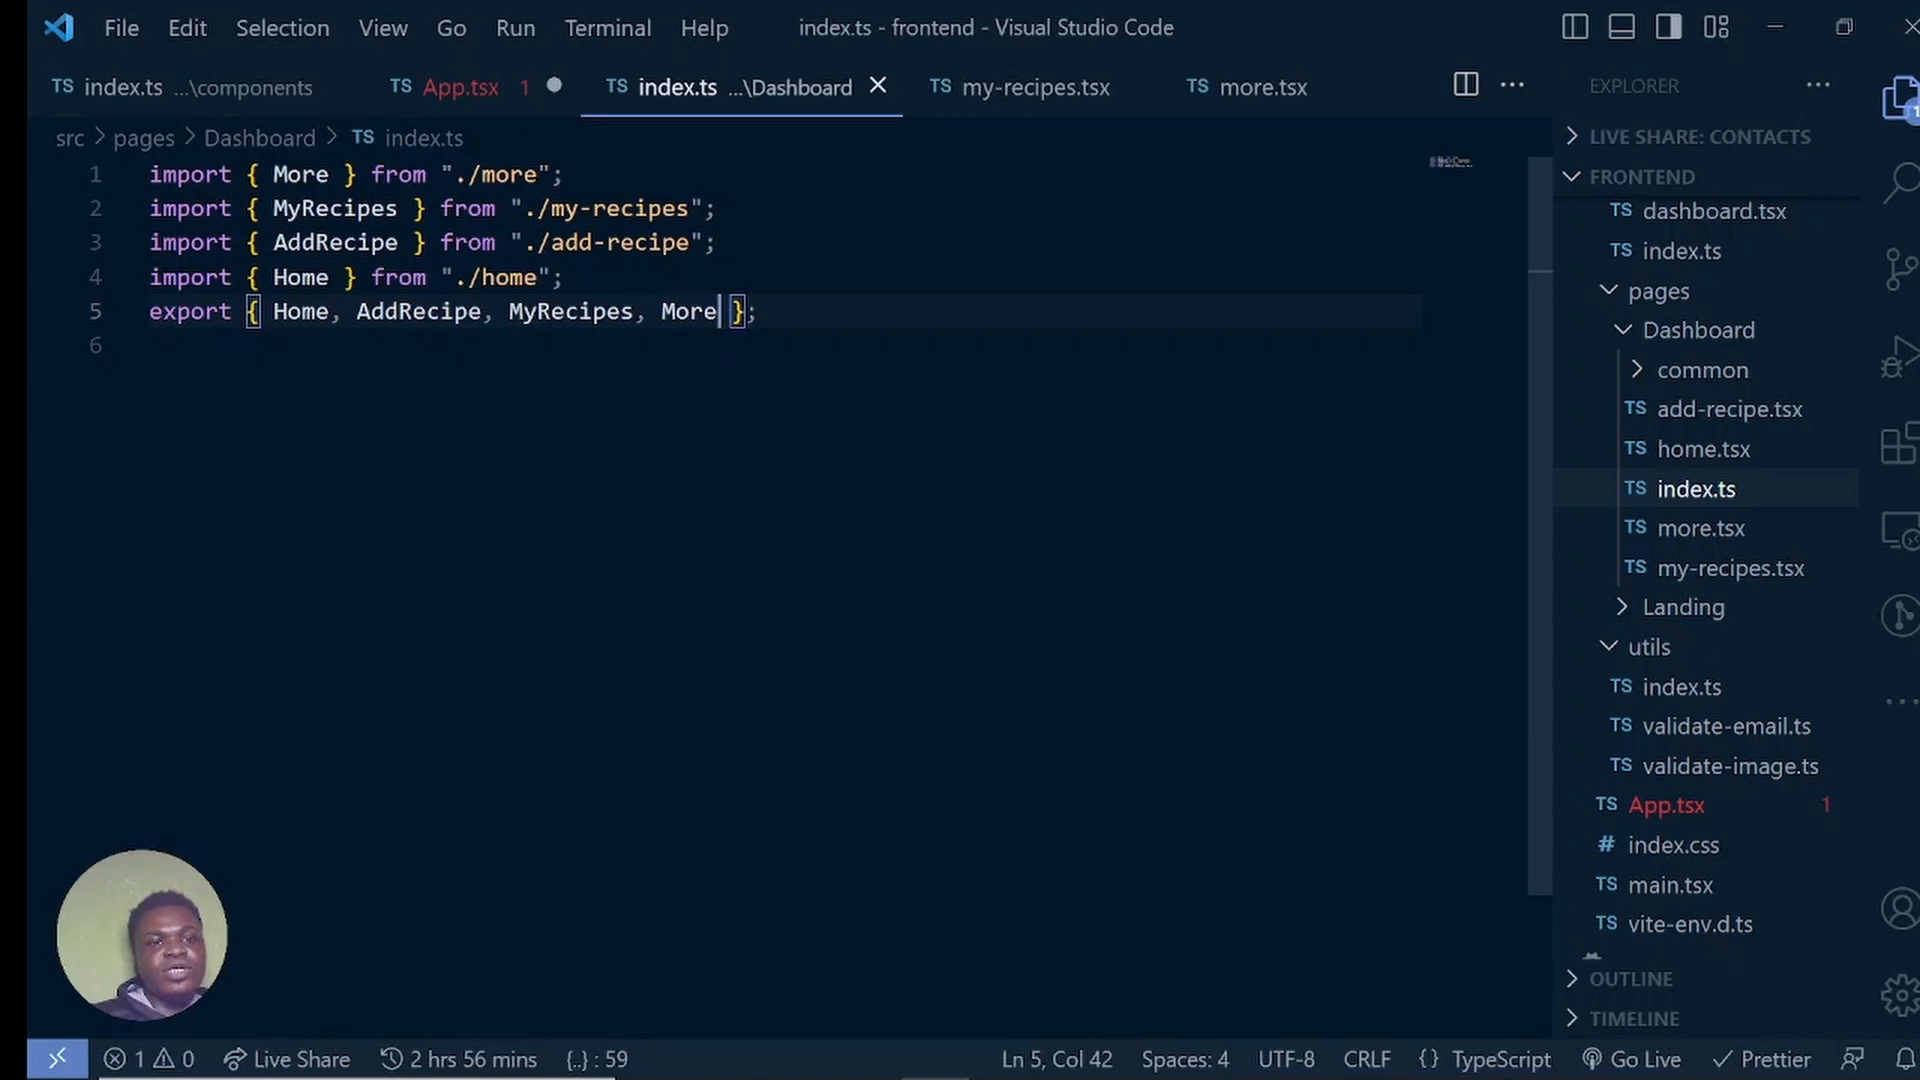 File Edit Selection View Go Run Terminal Help index.ts - frontend - Visual Studio Code
TS index.ts ...\components TS App.tsx 1 TS index.ts ...\Dashboard TS my-recipes.tsx TS more.tsx
src > pages > Dashboard > TS index.ts
1 import { More } from "./more";
2 import { MyRecipes } from "./my-recipes";
3 import { AddRecipe } from "./add-recipe";
4 import { Home } from "./home";
5 export { Home, AddRecipe, MyRecipes, More };
6
EXPLORER
LIVE SHARE: CONTACTS
FRONTEND
TS dashboard.tsx
TS index.ts
pages
Dashboard
common
TS add-recipe.tsx
TS home.tsx
TS index.ts
TS more.tsx
TS my-recipes.tsx
Landing
utils
TS index.ts
TS validate-email.ts
TS validate-image.ts
TS App.tsx 1
# index.css
TS main.tsx
TS vite-env.d.ts
OUTLINE
TIMELINE
1
1 0 Live Share 2 hrs 56 mins {..} : 59 Ln 5, Col 42 Spaces: 4 UTF-8 CRLF {} TypeScript Go Live Prettier